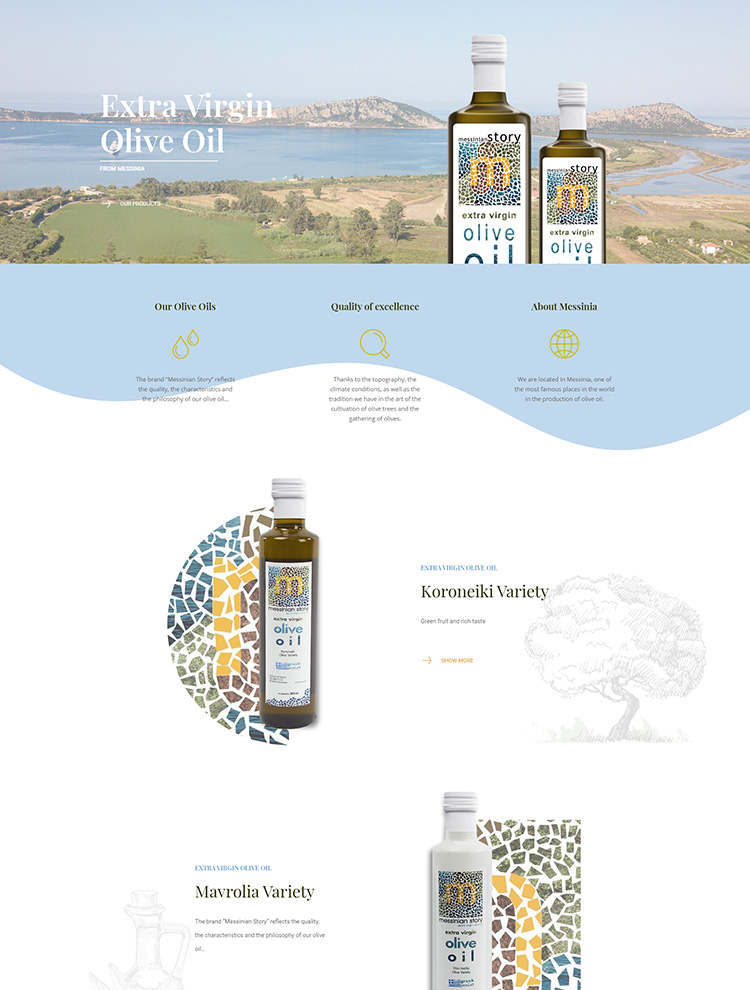 Extra Virgin
Olive Oil
FROM MESSINIA
OUR PRODUCTS
messinian story
m
extra virgin
olive
oil
story
m
extra virgin
olive
oil
Our Olive Oils
Quality of excellence
About Messinia
The brand "Messinian Story" reflects
the quality, the characteristics and
the philosophy of our olive oil...
Thanks to the topography, the
climate conditions, as well as the
tradition we have in the art of the
cultivation of olive trees and the
gathering of olives.
We are located in Messinia, one of
the most famous places in the world
in the production of olive oil.
m
messinian story
extra virgin
olive
oil
EXTRA VIRGIN OLIVE OIL
Koroneiki Variety
Green fruit and rich taste
SHOW MORE
EXTRA VIRGIN OLIVE OIL
Mavrolia Variety
The brand "Messinian Story" reflects the quality,
the characteristics and the philosophy of our olive
oil...
m
messinian story
extra virgin
olive
oil